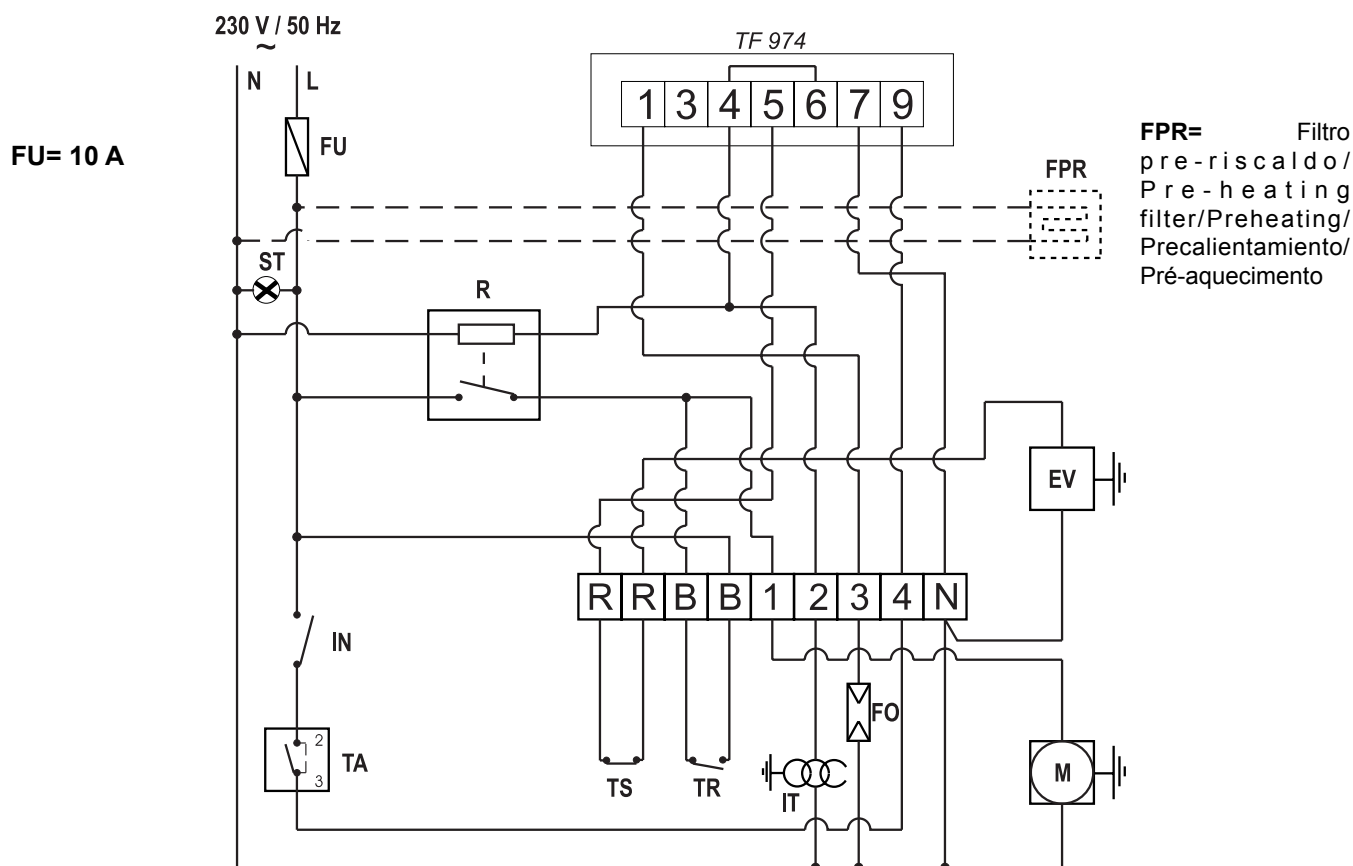 230 V / 50 Hz
~
N L
FU= 10 A
FU
TF 974
1 3 4 5 6 7 9
FPR
FPR= Filtro
pre-riscaldo/
Pre-heating
filter/Preheating/
Precalientamiento/
Pré-aquecimento
ST
R
EV
R R B B 1 2 3 4 N
IN
FO
TA
2
3
TS
TR
IT
M